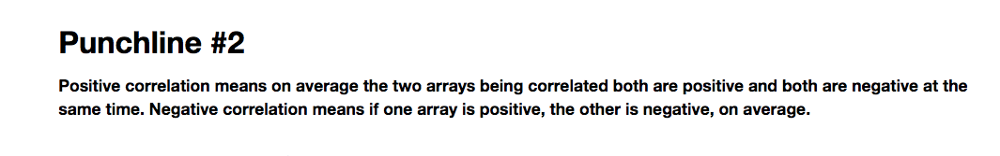 Punchline #2
Positive correlation means on average the two arrays being correlated both are positive and both are negative at the
same time. Negative correlation means if one array is positive, the other is negative, on average.